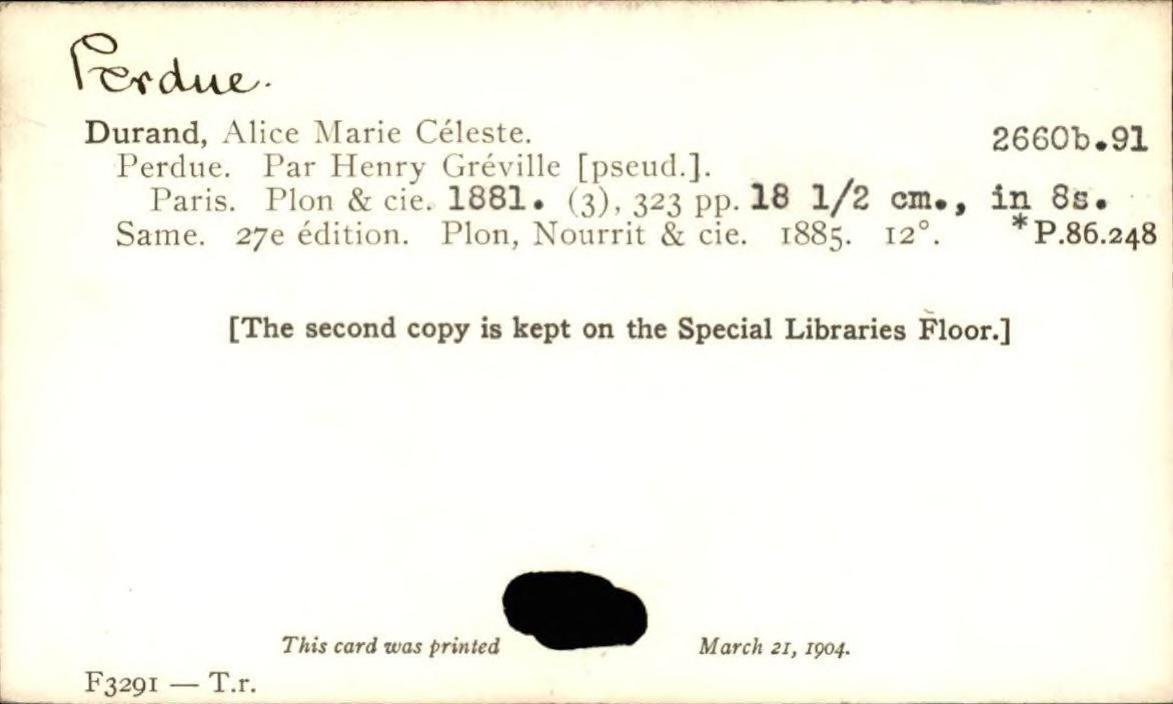 Perdue.
Durand, Alice Marie Céleste. 2660b.91
Perdue. Par Henry Gréville [pseud.].
Paris. Plon & cie. 1881. (3), 323 pp. 18 1/2 cm., in 8s.
Same. 27e édition. Plon, Nourrit & cie. 1885. 12°. *P.86.248
[The second copy is kept on the Special Libraries Floor.]
This card was printed March 21, 1904.
F3291 — T.r.